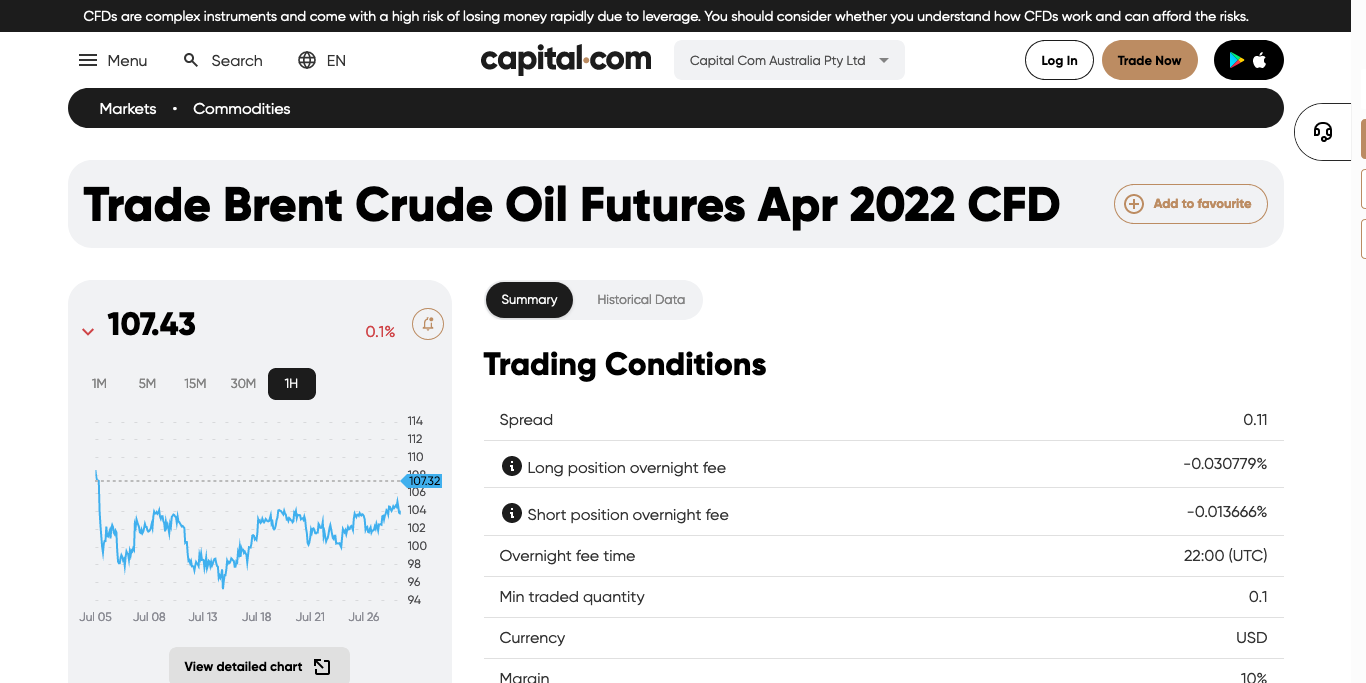 CFDs are complex instruments and come with a high risk of losing money rapidly due to leverage. You should consider whether you understand how CFDs work and can afford the risks.
Menu Search EN capital.com Capital Com Australia Pty Ltd Log In Trade Now
Markets • Commodities
Trade Brent Crude Oil Futures Apr 2022 CFD Add to favourite
107.43 0.1%
1M 5M 15M 30M 1H
114
112
110
108
107.32
106
104
102
100
98
96
94
Jul 05 Jul 08 Jul 13 Jul 18 Jul 21 Jul 26
View detailed chart
Summary Historical Data
Trading Conditions
Spread 0.11
Long position overnight fee -0.030779%
Short position overnight fee -0.013666%
Overnight fee time 22:00 (UTC)
Min traded quantity 0.1
Currency USD
Margin 10%